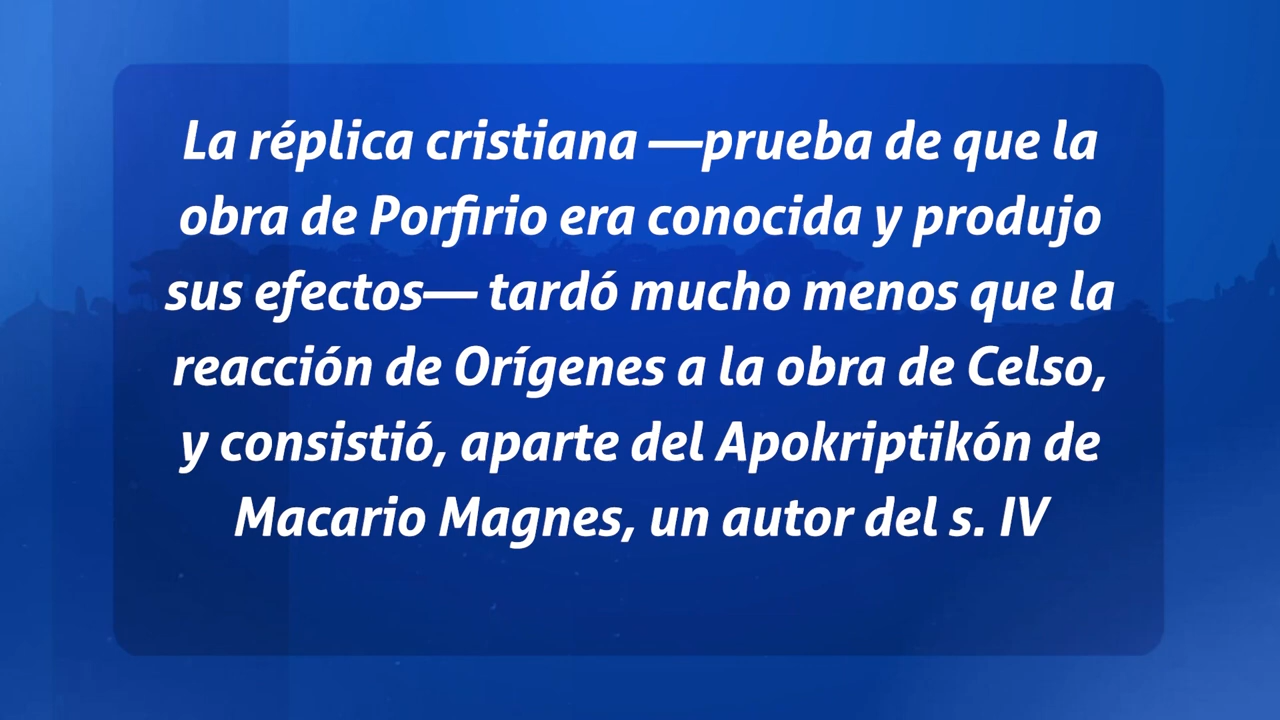 La réplica cristiana —prueba de que la
obra de Porfirio era conocida y produjo
sus efectos— tardó mucho menos que la
reacción de Orígenes a la obra de Celso,
y consistió, aparte del Apokriptikón de
Macario Magnes, un autor del s. IV